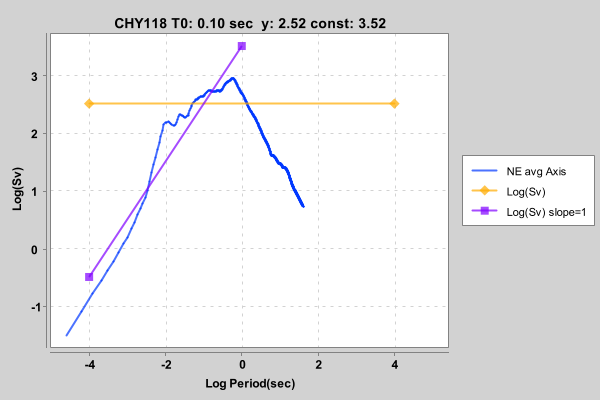 CHY118 T0: 0.10 sec  y: 2.52 const: 3.52
3
2
1
0
-1
Log(Sv)
-4 -2 0 2 4
Log Period(sec)
NE avg Axis
Log(Sv)
Log(Sv) slope=1